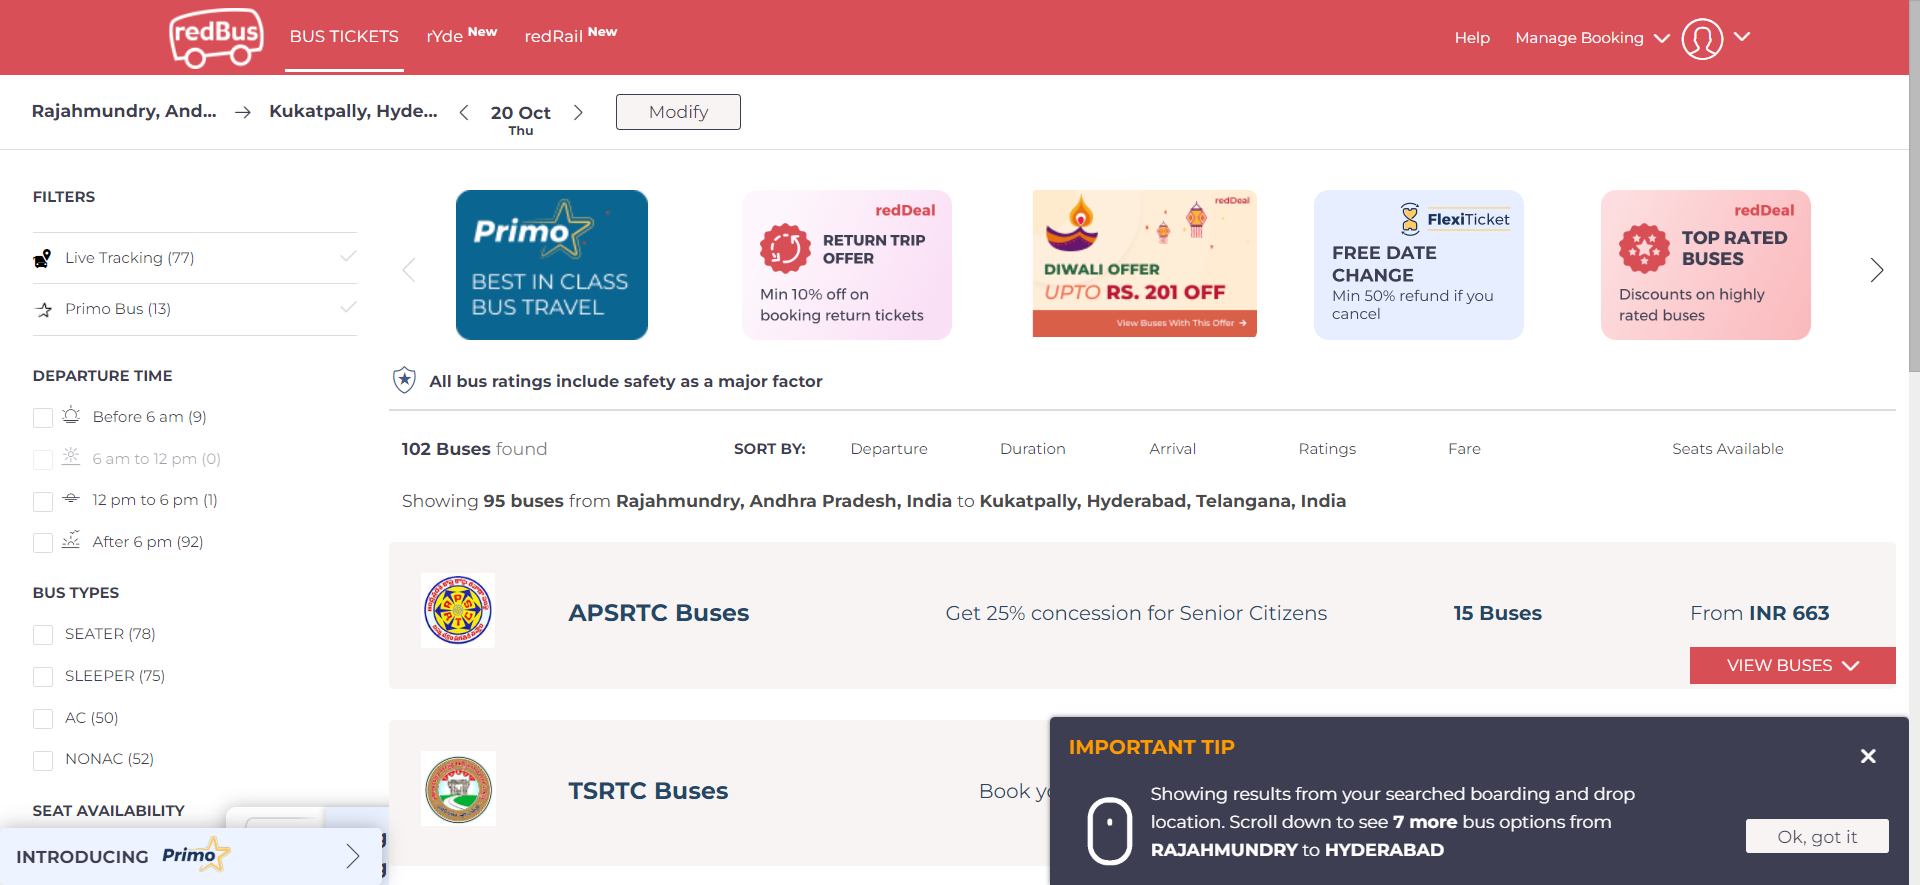 redBus
BUS TICKETS
rYde New
redRail New
Help
Manage Booking
Rajahmundry, And...
Kukatpally, Hyde...
20 Oct
Thu
Modify
FILTERS
Live Tracking (77)
Primo Bus (13)
DEPARTURE TIME
Before 6 am (9)
6 am to 12 pm (0)
12 pm to 6 pm (1)
After 6 pm (92)
BUS TYPES
SEATER (78)
SLEEPER (75)
AC (50)
NONAC (52)
SEAT AVAILABILITY
INTRODUCING Primo
Primo
BEST IN CLASS
BUS TRAVEL
redDeal
RETURN TRIP
OFFER
Min 10% off on
booking return tickets
redDeal
DIWALI OFFER
UPTO RS. 201 OFF
View Buses With This Offer
FlexiTicket
FREE DATE
CHANGE
Min 50% refund if you
cancel
redDeal
TOP RATED
BUSES
Discounts on highly
rated buses
All bus ratings include safety as a major factor
102 Buses found
SORT BY:
Departure
Duration
Arrival
Ratings
Fare
Seats Available
Showing 95 buses from Rajahmundry, Andhra Pradesh, India to Kukatpally, Hyderabad, Telangana, India
APSRTC Buses
Get 25% concession for Senior Citizens
15 Buses
From INR 663
VIEW BUSES
TSRTC Buses
Book yo
IMPORTANT TIP
Showing results from your searched boarding and drop
location. Scroll down to see 7 more bus options from
RAJAHMUNDRY to HYDERABAD
Ok, got it